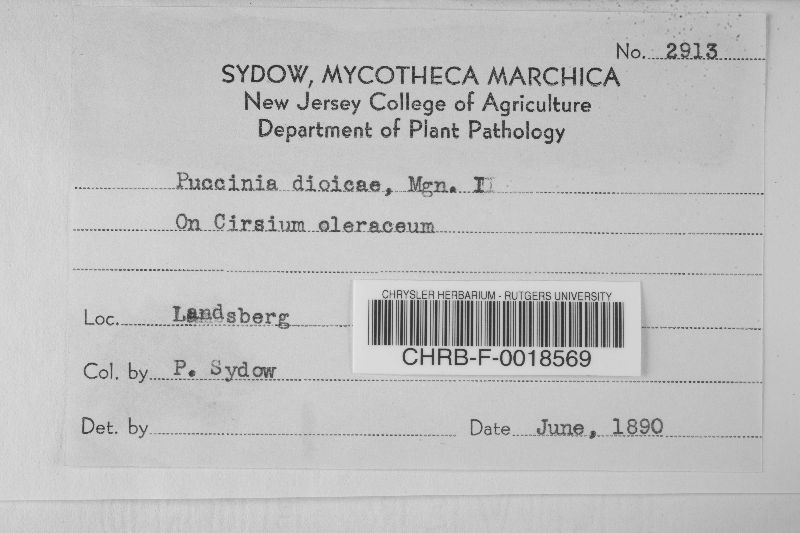 No. 2913
SYDOW, MYCOTHECA MARCHICA
New Jersey College of Agriculture
Department of Plant Pathology
Puccinia dioicae, Mgn. I
On Cirsium oleraceum
Loc. Landsberg
CHRYSLER HERBARIUM - RUTGERS UNIVERSITY
CHRB-F-0018569
Col. by P. Sydow
Det. by
Date June, 1890